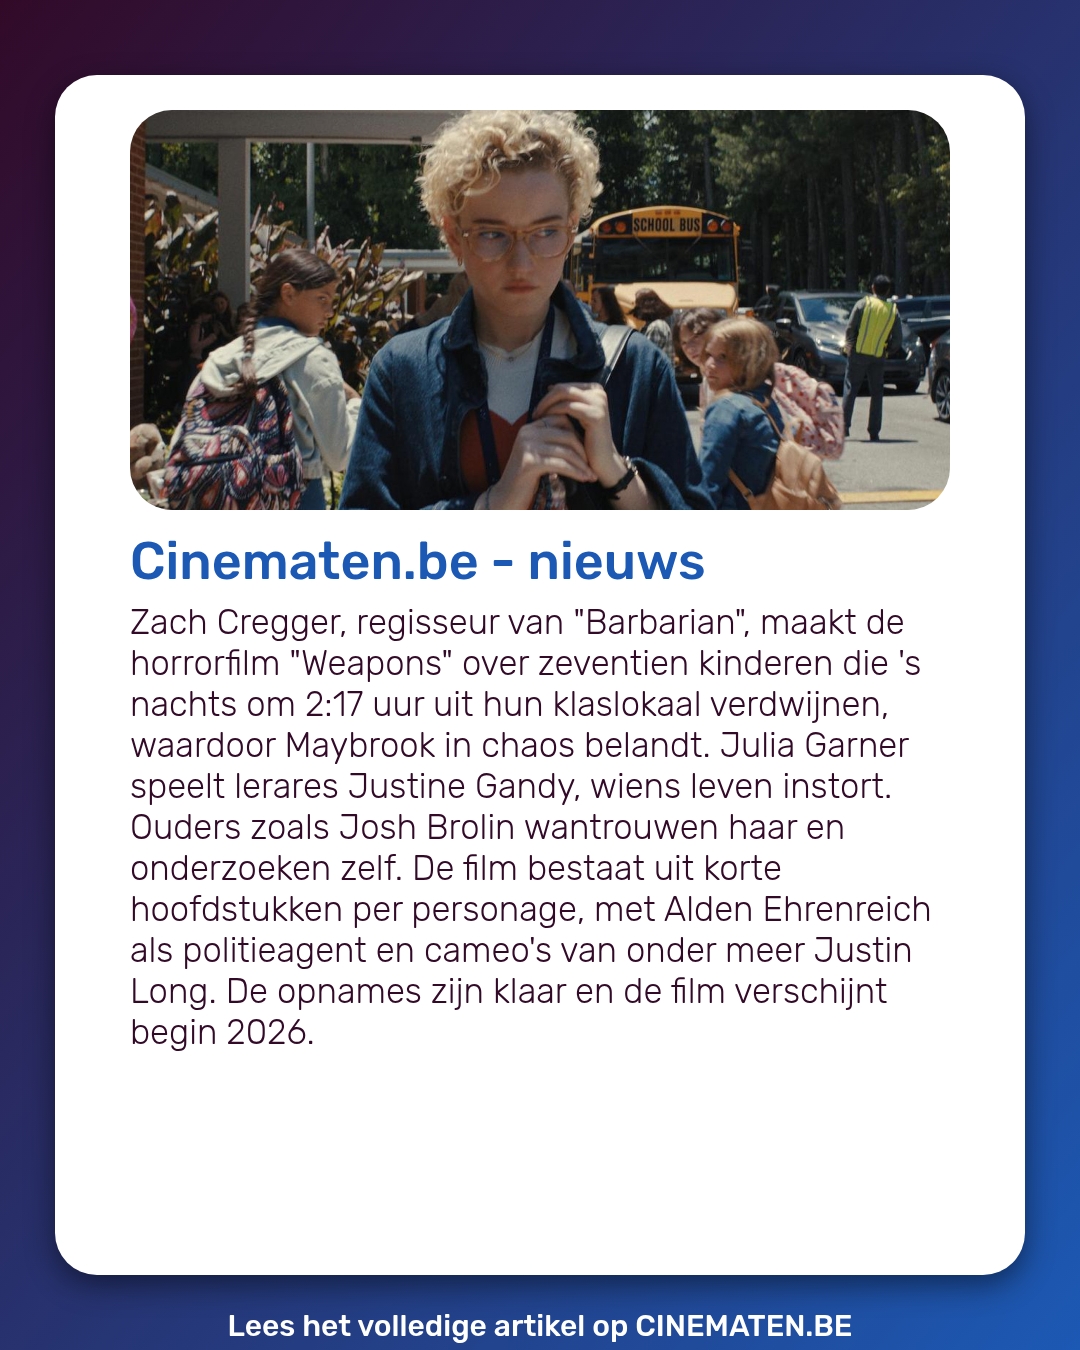 SCHOOL BUS
Cinematen.be - nieuws
Zach Cregger, regisseur van "Barbarian", maakt de
horrorfilm "Weapons" over zeventien kinderen die 's
nachts om 2:17 uur uit hun klaslokaal verdwijnen,
waardoor Maybrook in chaos belandt. Julia Garner
speelt lerares Justine Gandy, wiens leven instort.
Ouders zoals Josh Brolin wantrouwen haar en
onderzoeken zelf. De film bestaat uit korte
hoofdstukken per personage, met Alden Ehrenreich
als politieagent en cameo's van onder meer Justin
Long. De opnames zijn klaar en de film verschijnt
begin 2026.
Lees het volledige artikel op CINEMATEN.BE